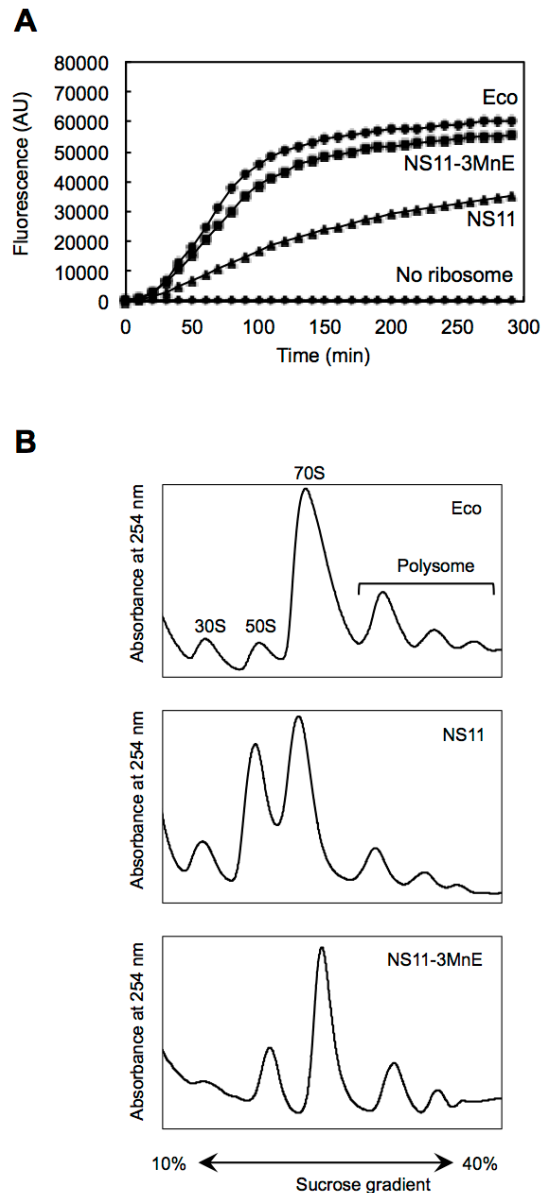 A
Fluorescence (AU)
80000
70000
60000
50000
40000
30000
20000
10000
0
Eco
NS11-3MnE
NS11
No ribosome
0 50 100 150 200 250 300
Time (min)
B
Absorbance at 254 nm
70S
Eco
Polysome
30S 50S
Absorbance at 254 nm
NS11
Absorbance at 254 nm
NS11-3MnE
10% 40%
Sucrose gradient